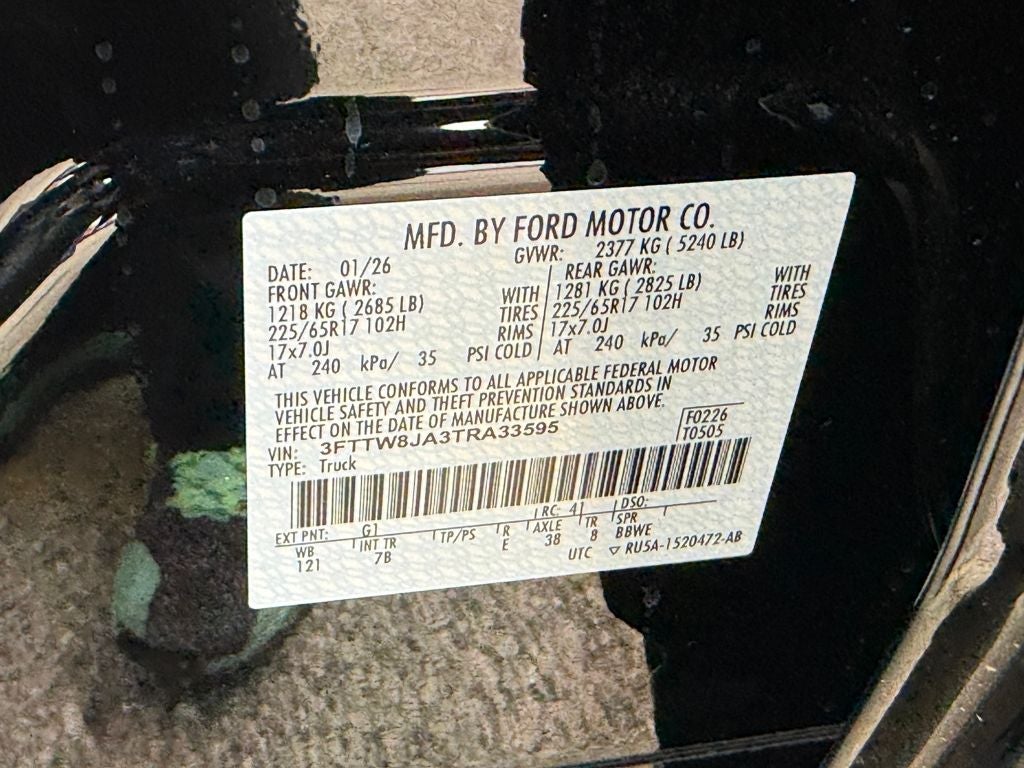 MFD. BY FORD MOTOR CO.
DATE: 01/26 GVWR: 2377 KG ( 5240 LB)
FRONT GAWR: REAR GAWR:
1218 KG ( 2685 LB) WITH 1281 KG ( 2825 LB) WITH
225/65R17 102H TIRES 225/65R17 102H TIRES
17x7.0J RIMS 17x7.0J RIMS
AT 240 kPa/ 35 PSI COLD AT 240 kPa/ 35 PSI COLD
THIS VEHICLE CONFORMS TO ALL APPLICABLE FEDERAL MOTOR
VEHICLE SAFETY AND THEFT PREVENTION STANDARDS IN
EFFECT ON THE DATE OF MANUFACTURE SHOWN ABOVE.
VIN: 3FTTW8JA3TRA33595 F0226
TYPE: Truck T0505
EXT PNT: G1 RC: 41 DSO:
WB INT TR TP/PS R AXLE TR SPR
121 7B E 38 8 BBWE
UTC ▽ RU5A-1520472-AB